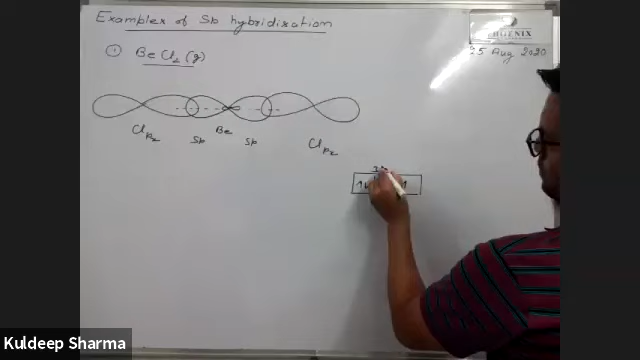 Examples of Sp hybridization
PHOENIX
25 Aug 2020
① BeCl₂ (g)
Be
Cl Pz Sp Sp Cl Pz
Kuldeep Sharma